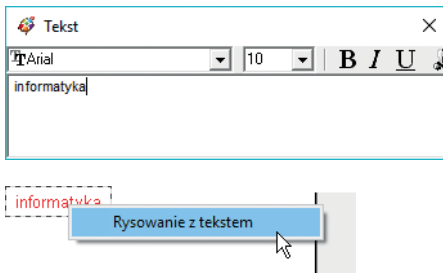 Tekst
Arial 10 B I U
informatyka
informatyka
Rysowanie z tekstem